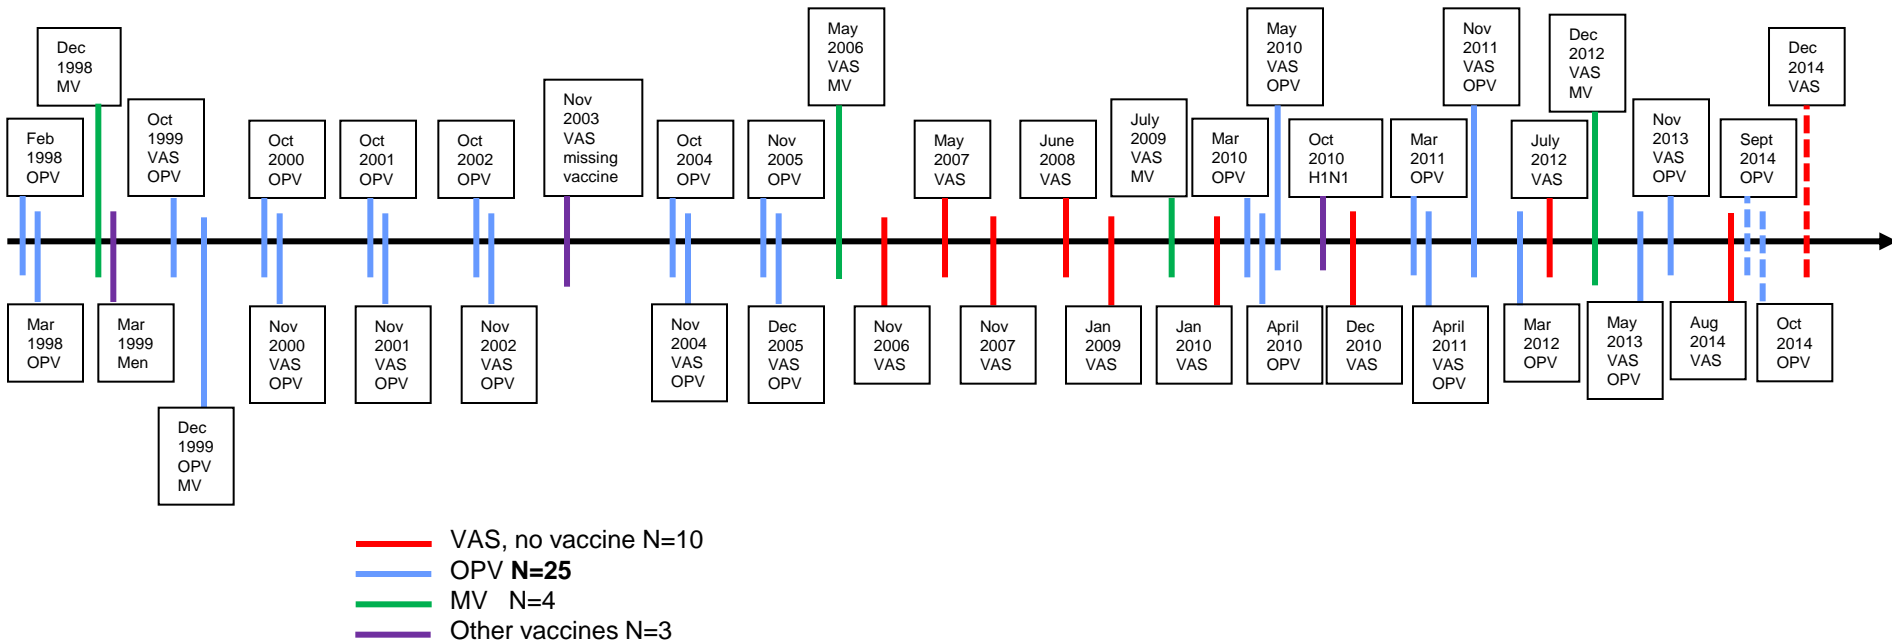 Feb
1998
OPV
Mar
1998
OPV
Dec
1998
MV
Mar
1999
Men
Oct
1999
VAS
OPV
Dec
1999
OPV
MV
Oct
2000
OPV
Nov
2000
VAS
OPV
Oct
2001
OPV
Nov
2001
VAS
OPV
Oct
2002
OPV
Nov
2002
VAS
OPV
Nov
2003
VAS
missing
vaccine
Oct
2004
OPV
Nov
2004
VAS
OPV
Nov
2005
OPV
Dec
2005
VAS
OPV
May
2006
VAS
MV
Nov
2006
VAS
May
2007
VAS
Nov
2007
VAS
June
2008
VAS
Jan
2009
VAS
July
2009
VAS
MV
Jan
2010
VAS
Mar
2010
OPV
April
2010
OPV
May
2010
VAS
OPV
Oct
2010
H1N1
Dec
2010
VAS
Mar
2011
OPV
April
2011
VAS
OPV
Nov
2011
VAS
OPV
Mar
2012
OPV
July
2012
VAS
Dec
2012
VAS
MV
May
2013
VAS
OPV
Nov
2013
VAS
OPV
Aug
2014
VAS
Sept
2014
OPV
Oct
2014
OPV
Dec
2014
VAS
VAS, no vaccine N=10
OPV N=25
MV N=4
Other vaccines N=3